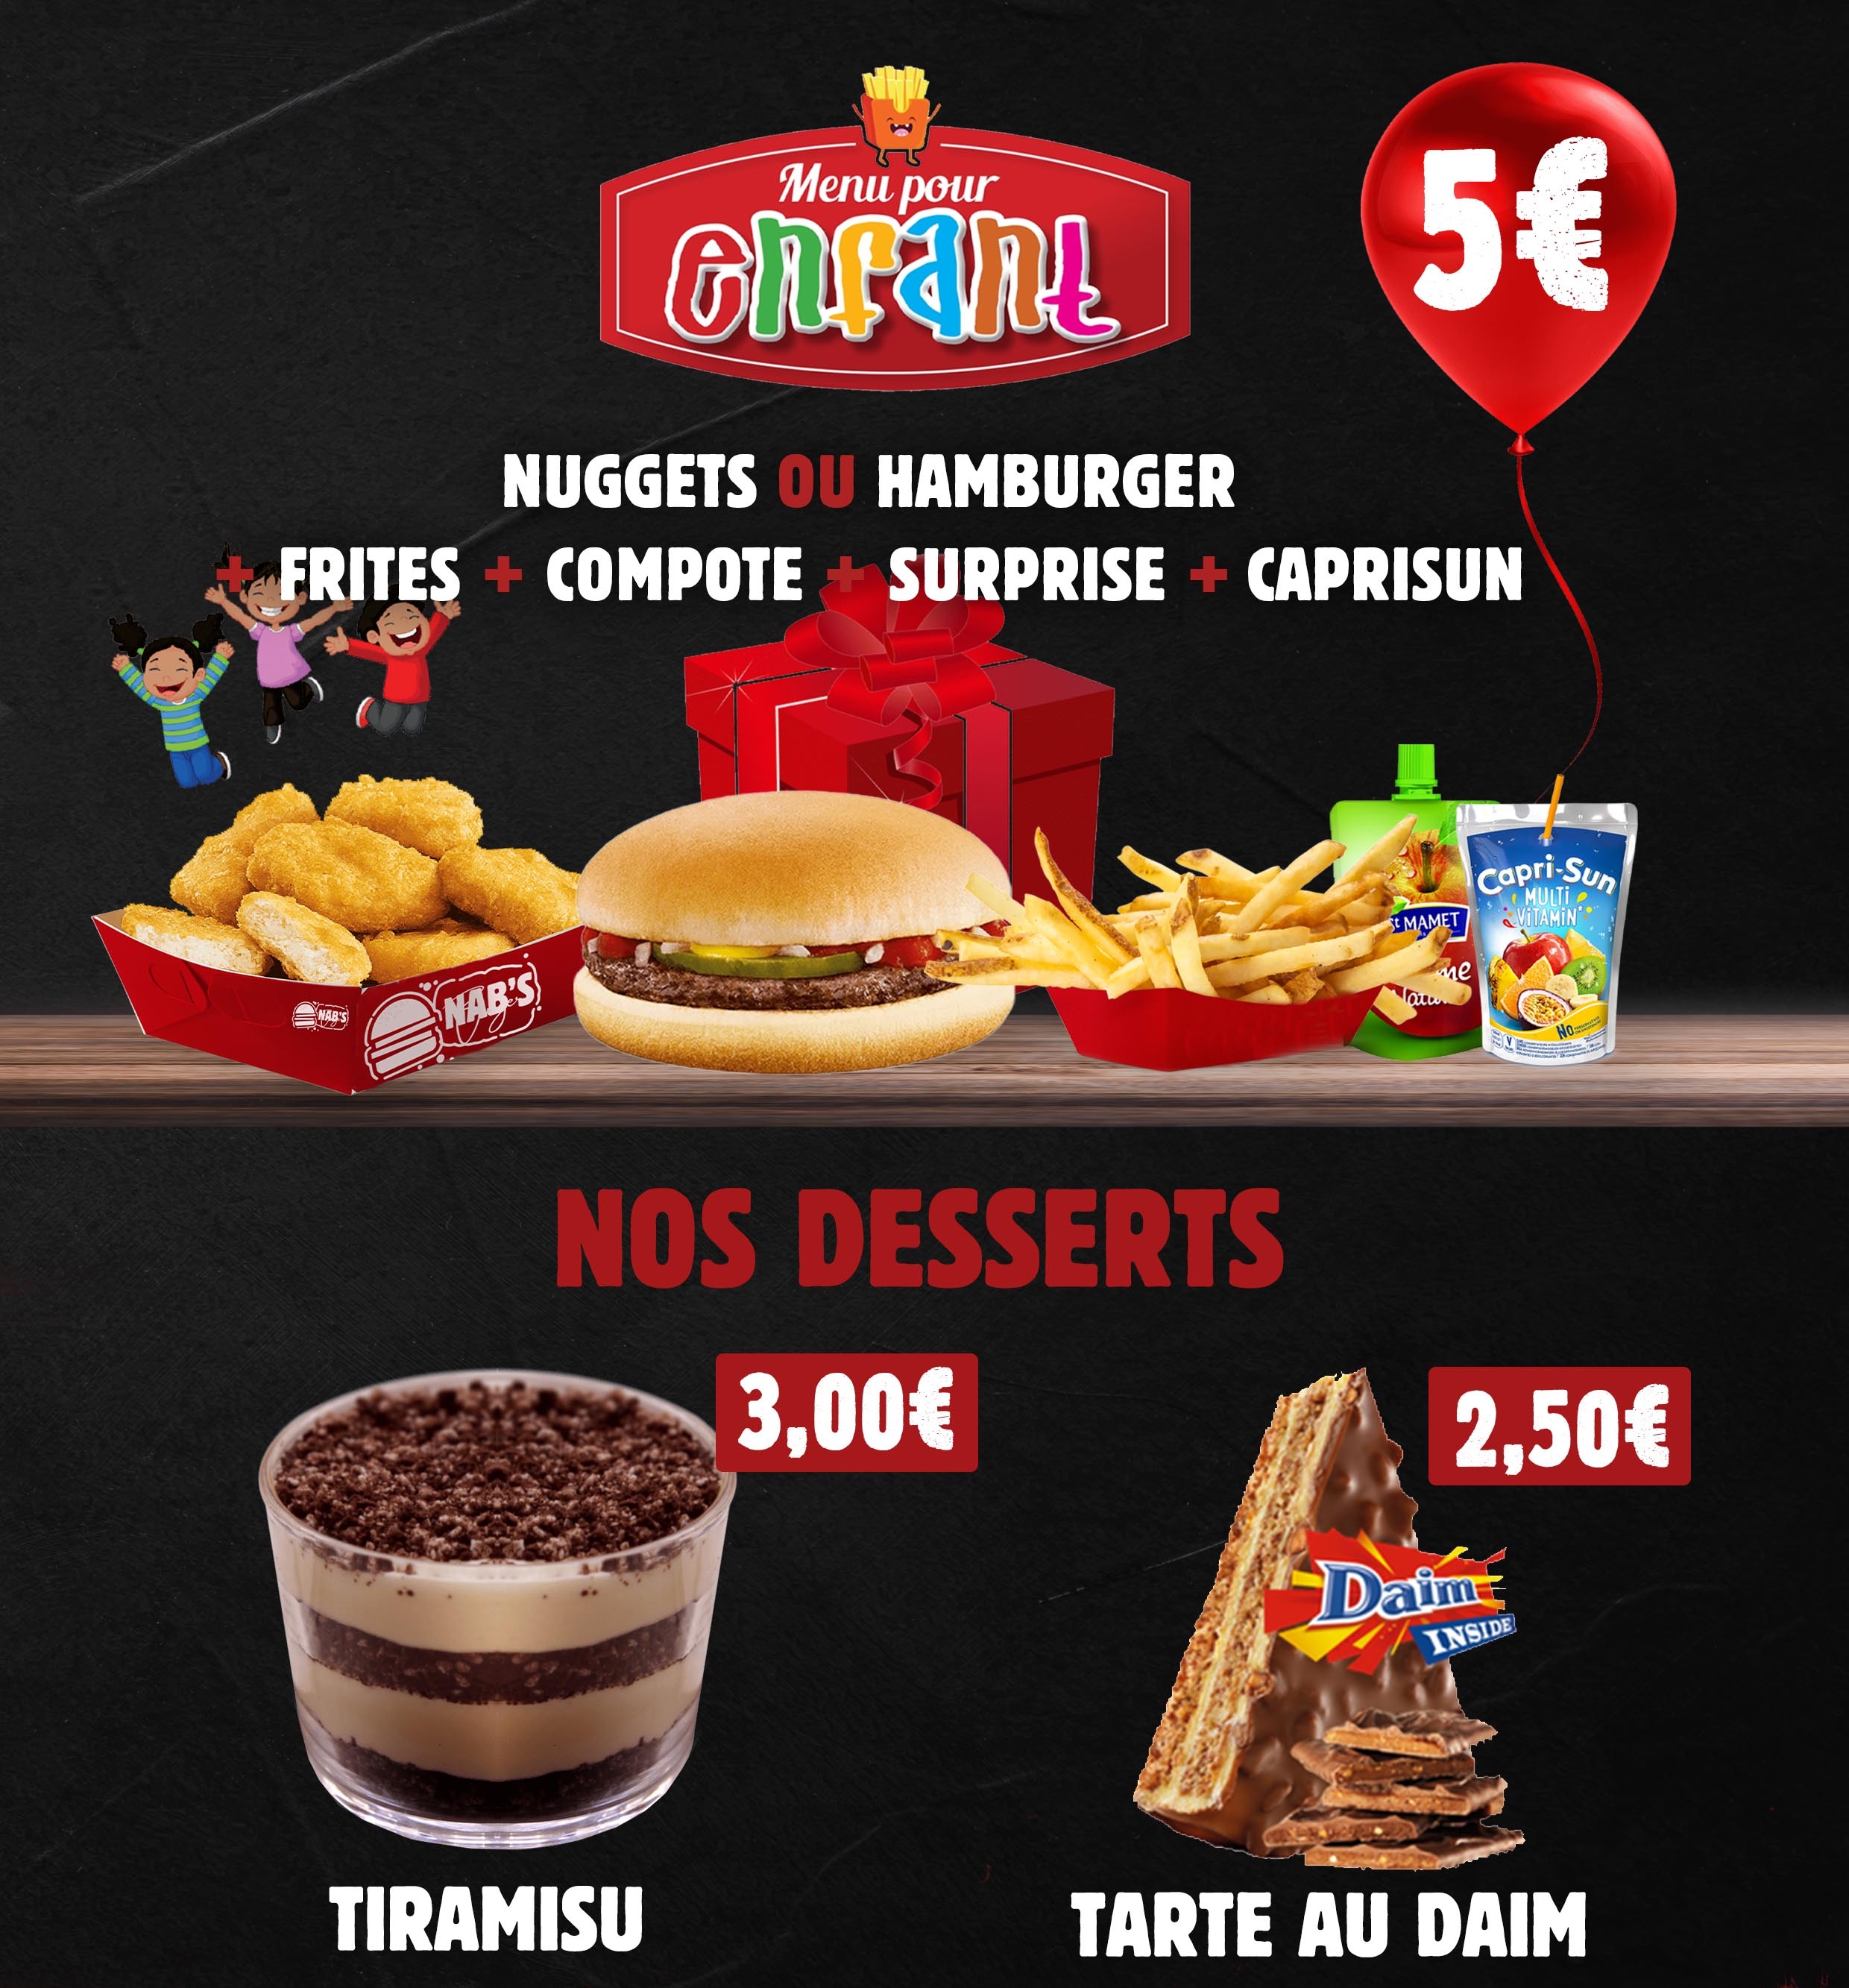 Menu pour
enfant
5€
NUGGETS OU HAMBURGER
+ FRITES + COMPOTE + SURPRISE + CAPRISUN
St MAMET
Capri-Sun
MULTI
VITAMIN
NO
NAB'S
NAB'S
NOS DESSERTS
3,00€
2,50€
Daim
INSIDE
TIRAMISU
TARTE AU DAIM